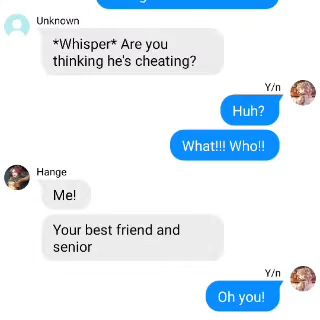 Unknown
*Whisper* Are you
thinking he's cheating?
Y/n
Huh?
What!!! Who!!
Hange
Me!
Your best friend and
senior
Y/n
Oh you!